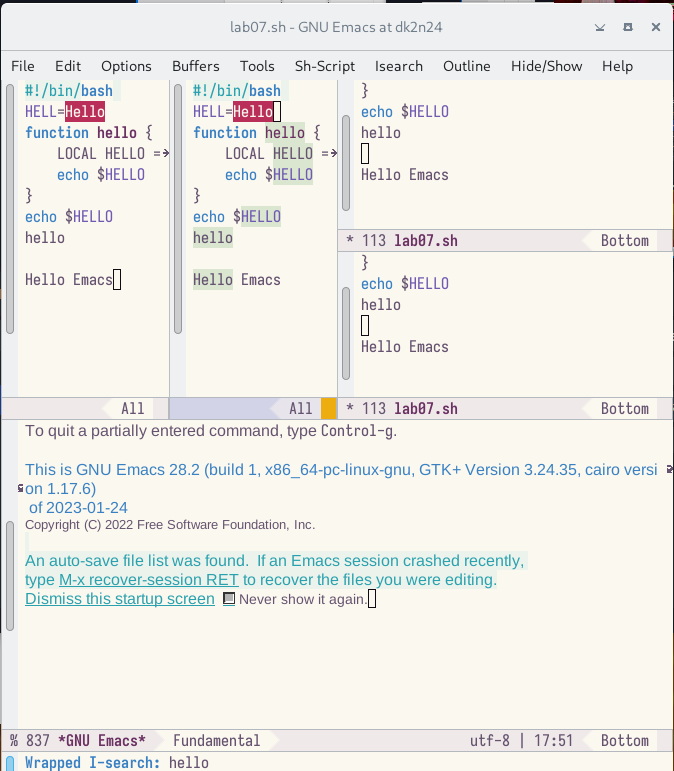 lab07.sh - GNU Emacs at dk2n24
File Edit Options Buffers Tools Sh-Script Isearch Outline Hide/Show Help
#!/bin/bash
HELL=Hello
function hello {
LOCAL HELLO =
echo $HELLO
}
echo $HELLO
hello
Hello Emacs
All
#!/bin/bash
HELL=Hello
function hello {
LOCAL HELLO =
echo $HELLO
}
echo $HELLO
hello
Hello Emacs
All
}
echo $HELLO
hello
Hello Emacs
* 113 lab07.sh Bottom
}
echo $HELLO
hello
Hello Emacs
* 113 lab07.sh Bottom
To quit a partially entered command, type Control-g.
This is GNU Emacs 28.2 (build 1, x86_64-pc-linux-gnu, GTK+ Version 3.24.35, cairo versi
on 1.17.6)
of 2023-01-24
Copyright (C) 2022 Free Software Foundation, Inc.
An auto-save file list was found.  If an Emacs session crashed recently,
type M-x recover-session RET to recover the files you were editing.
Dismiss this startup screen Never show it again.
% 837 *GNU Emacs* Fundamental utf-8 | 17:51 Bottom
Wrapped I-search: hello